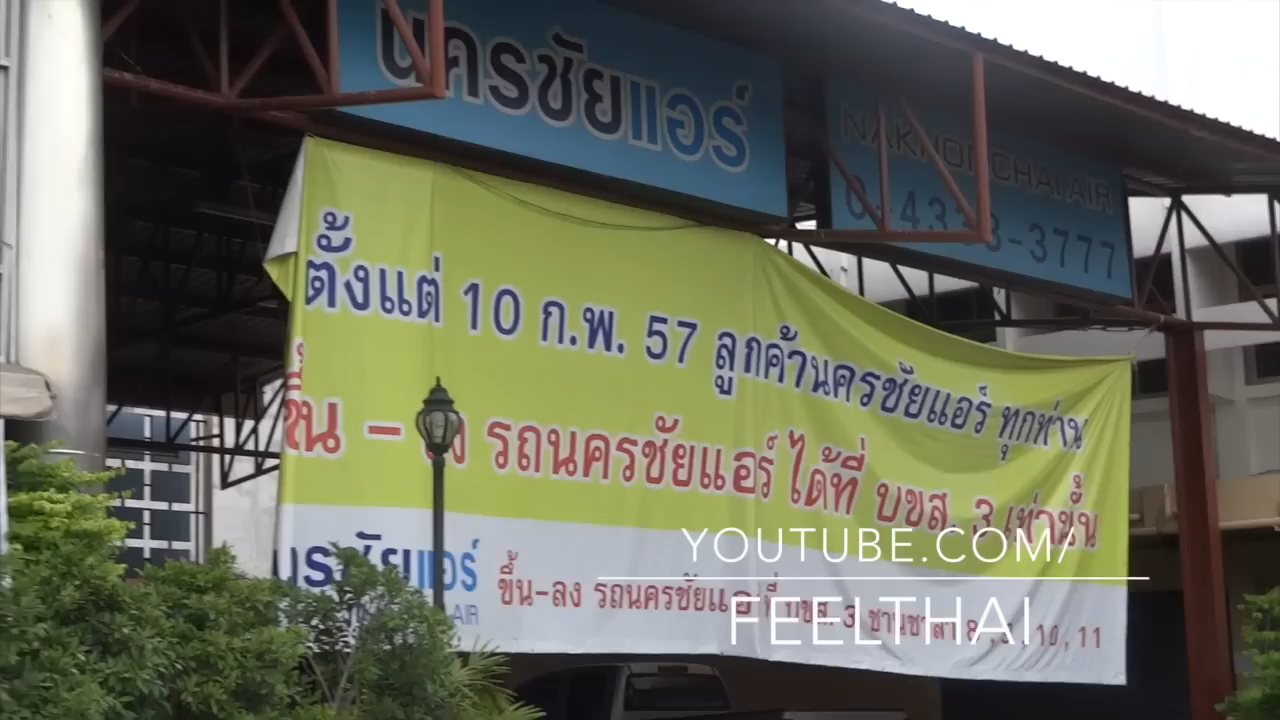 นครชัยแอร์
NAKHONCHAI AIR
0-4333-3777
ตั้งแต่ 10 ก.พ. 57 ลูกค้านครชัยแอร์ ทุกท่าน
ขึ้น - ลง รถนครชัยแอร์ ได้ที่ บขส. 3 เท่านั้น
นครชัยแอร์
AIR
ขึ้น-ลง รถนครชัยแอร์ที่ บขส. 3 ชานชาลา 8, 9, 10, 11
YOUTUBE.COM/
FEELTHAI